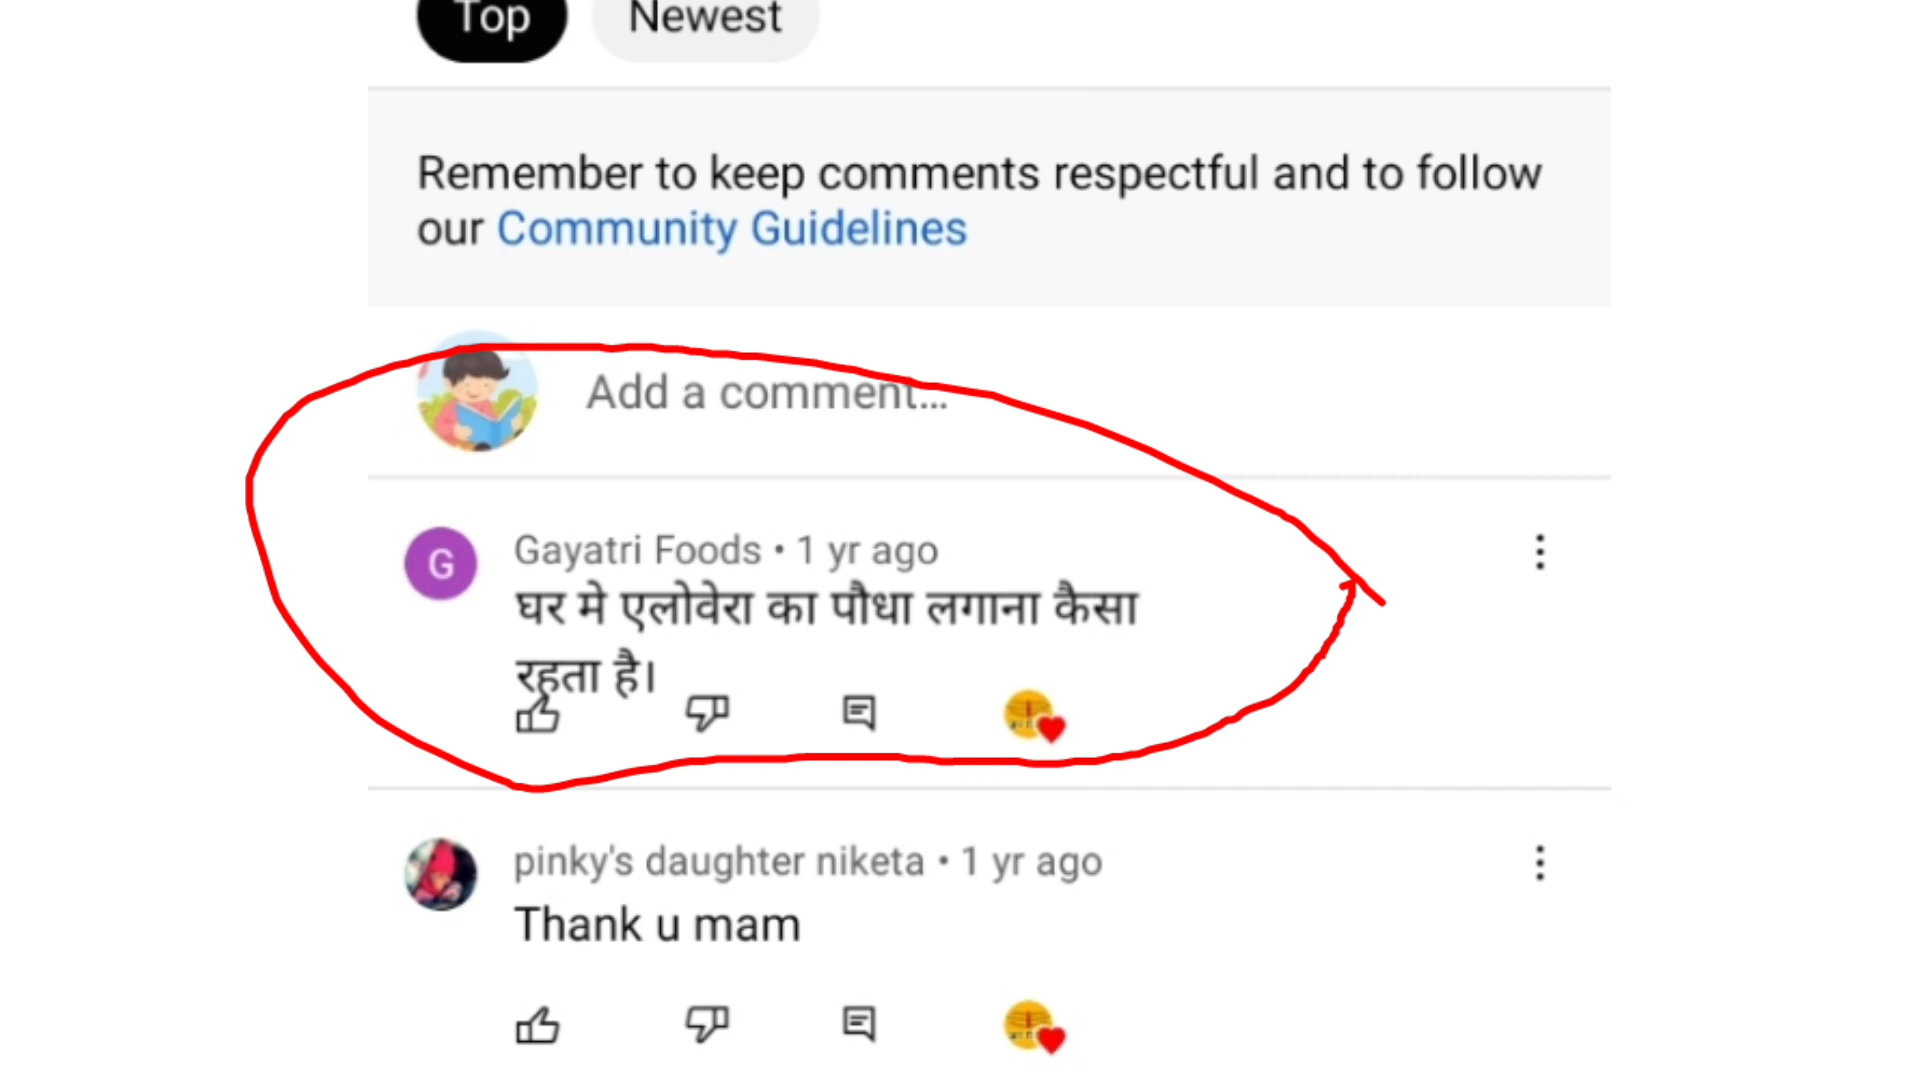 Top Newest
Remember to keep comments respectful and to follow
our Community Guidelines
Add a comment...
G Gayatri Foods • 1 yr ago
घर मे एलोवेरा का पौधा लगाना कैसा
रहता है।
pinky's daughter niketa • 1 yr ago
Thank u mam